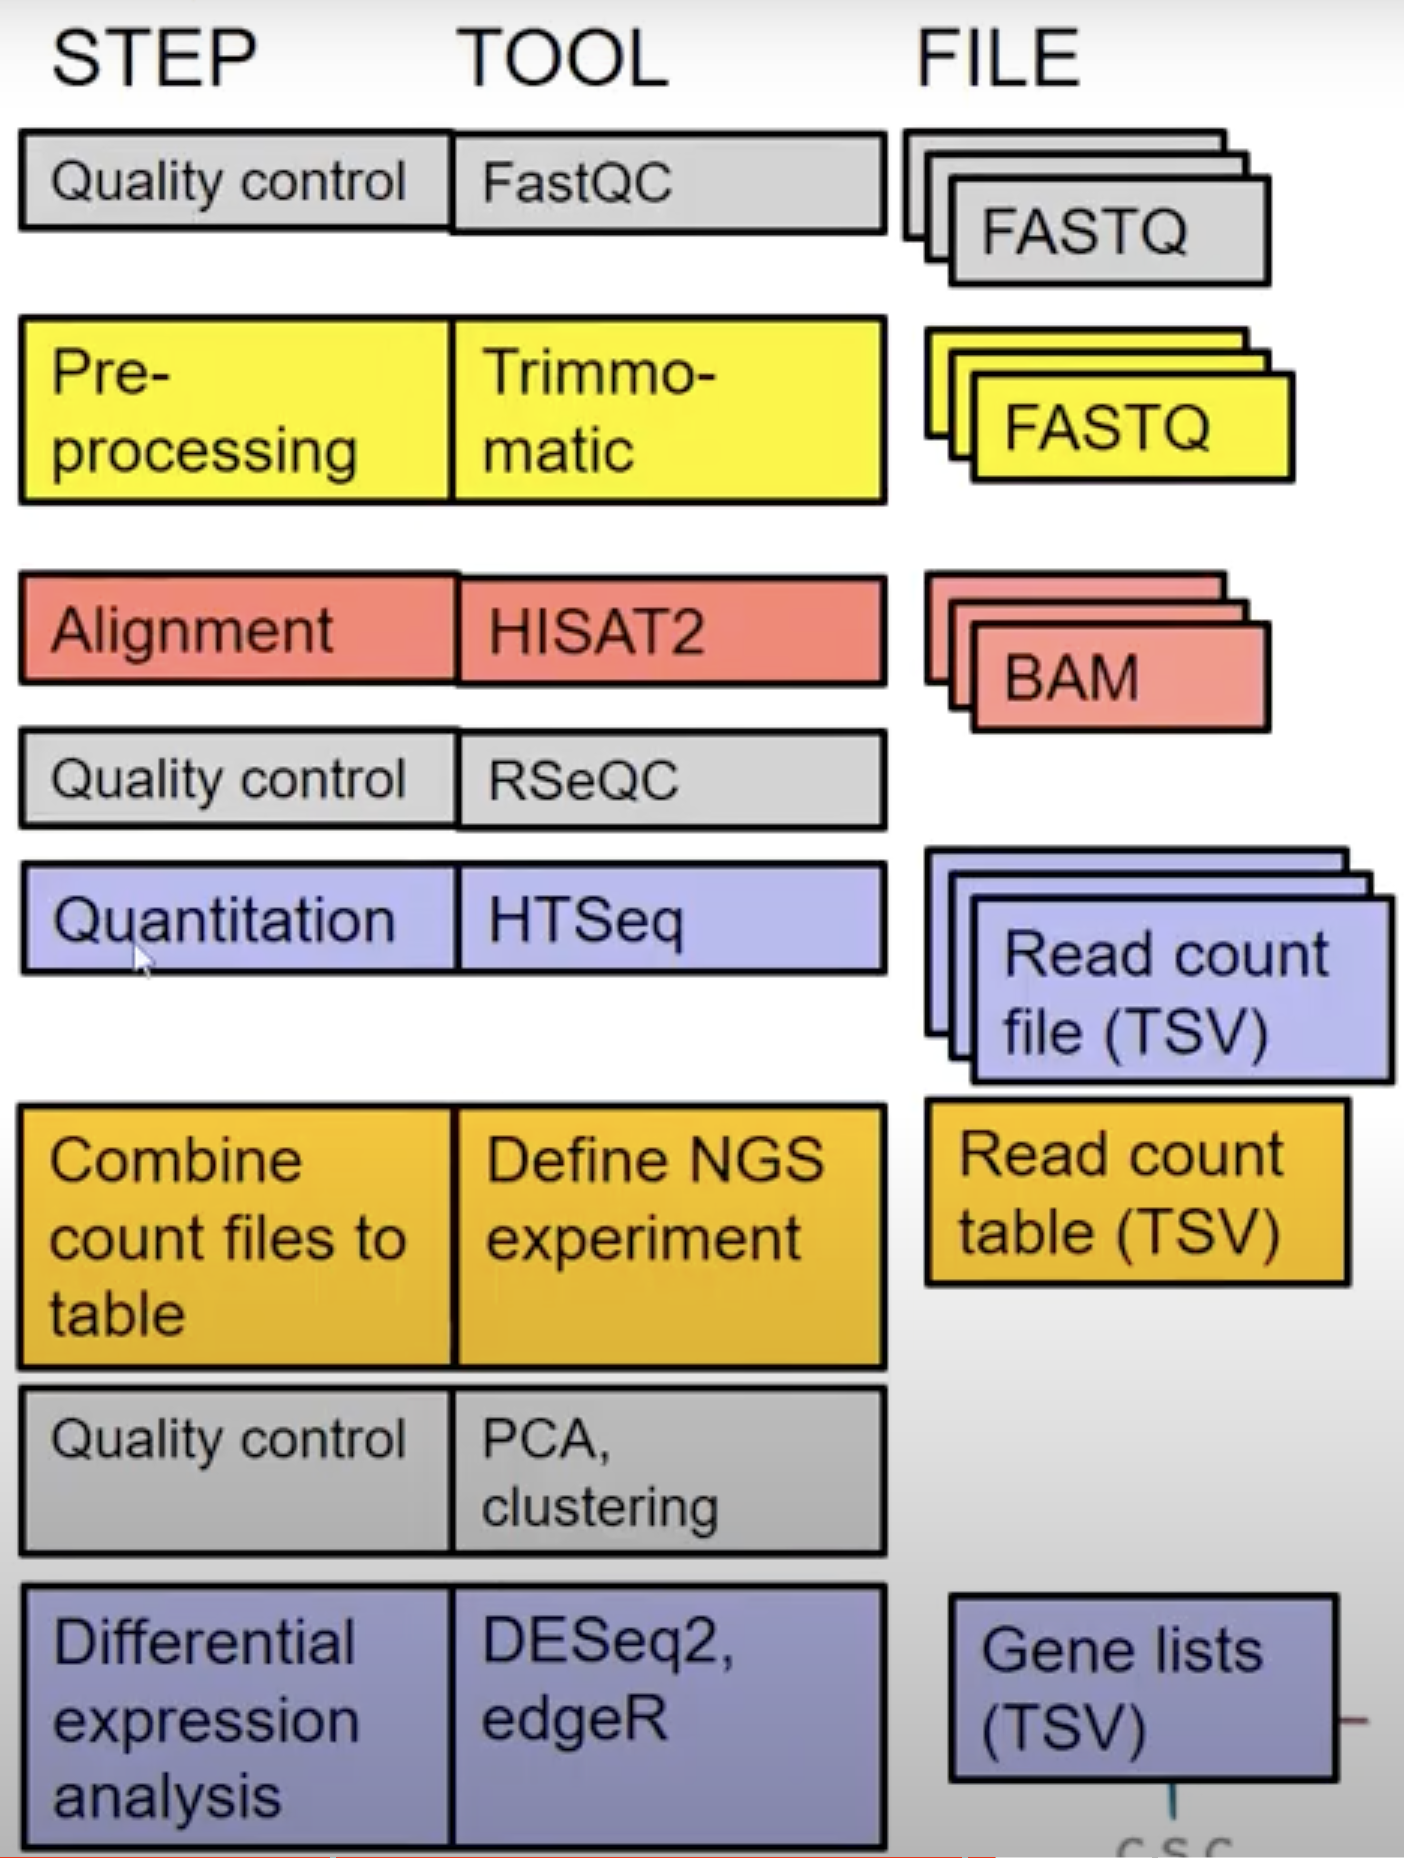 STEP TOOL FILE
Quality control FastQC
FASTQ
Pre-
processing
Trimmo-
matic
FASTQ
Alignment HISAT2
BAM
Quality control RSeQC
Quantitation HTSeq
Read count
file (TSV)
Combine
count files to
table
Define NGS
experiment
Read count
table (TSV)
Quality control
PCA,
clustering
Differential
expression
analysis
DESeq2,
edgeR
Gene lists
(TSV)
C S C